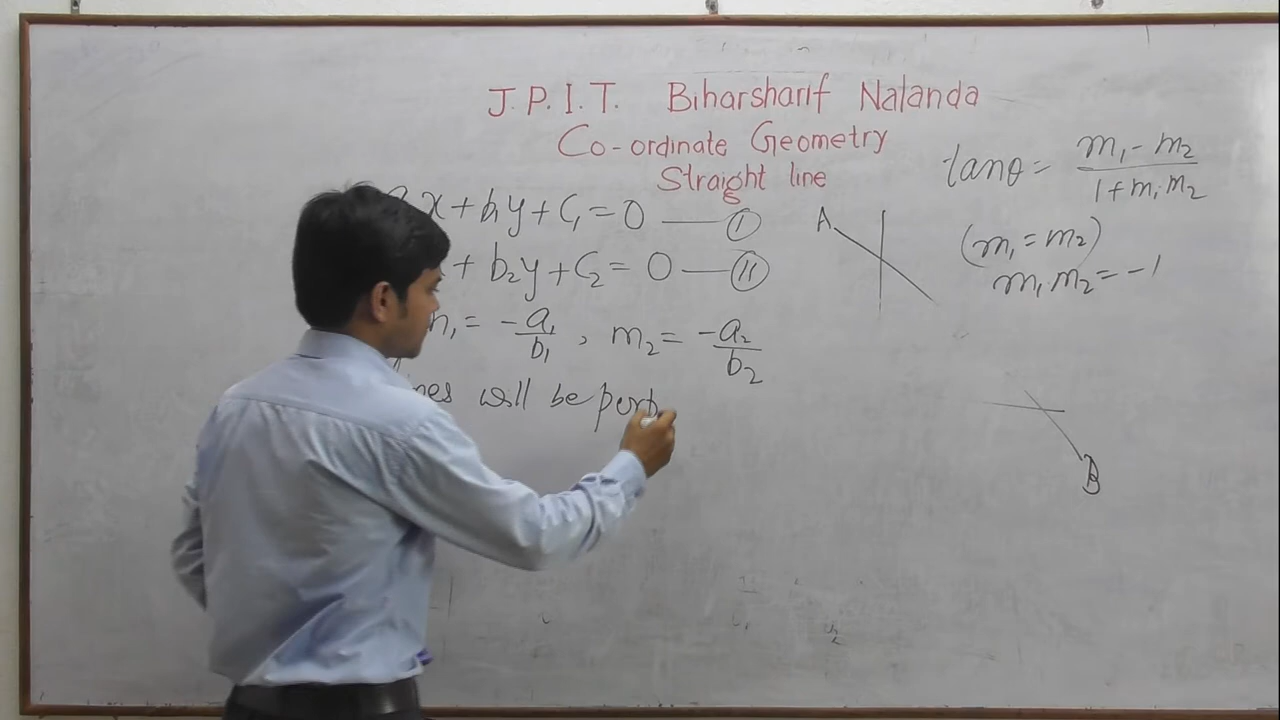 J.P.I.T. Biharsharif Nalanda
Co-ordinate Geometry
Straight line
x + b₁y + C₁ = 0 —— Ⅰ
+ b₂y + C₂ = 0 —— Ⅱ
m₁ = -a₁/b₁ , m₂ = -a₂/b₂
lines will be perp
tanθ = (m₁ - m₂)/(1 + m₁m₂)
(m₁ = m₂)
m₁m₂ = -1
A
B